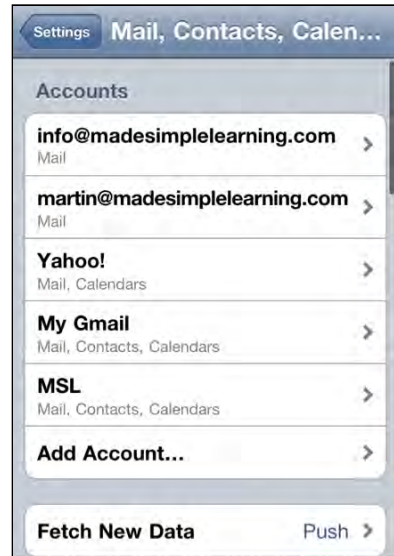 Settings Mail, Contacts, Calen...
Accounts
info@madesimplelearning.com
Mail
martin@madesimplelearning.com
Mail
Yahoo!
Mail, Calendars
My Gmail
Mail, Contacts, Calendars
MSL
Mail, Contacts, Calendars
Add Account...
Fetch New Data Push